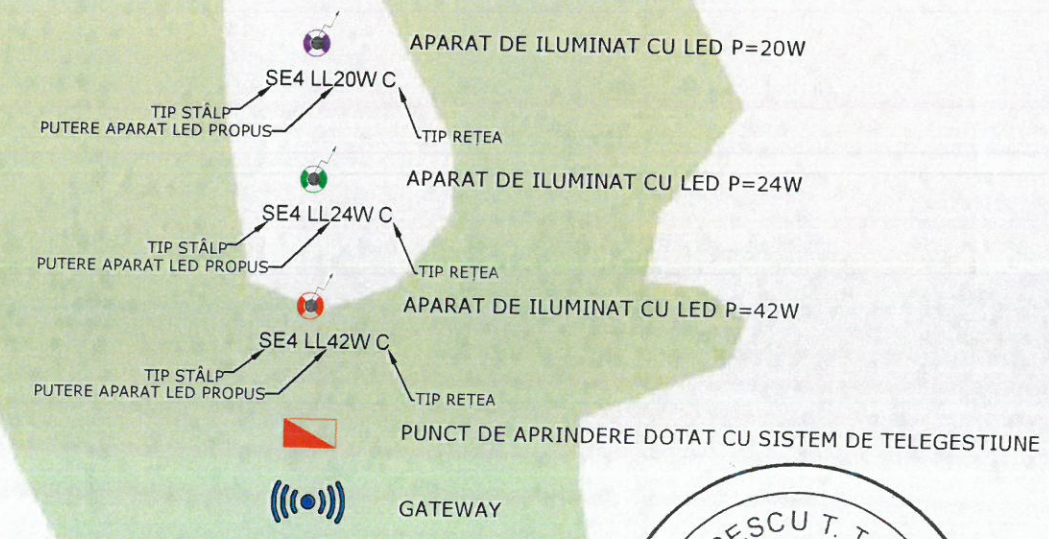 APARAT DE ILUMINAT CU LED P=20W
SE4 LL20W C
TIP STÂLP
PUTERE APARAT LED PROPUS
TIP REȚEA
APARAT DE ILUMINAT CU LED P=24W
SE4 LL24W C
TIP STÂLP
PUTERE APARAT LED PROPUS
TIP REȚEA
APARAT DE ILUMINAT CU LED P=42W
SE4 LL42W C
TIP STÂLP
PUTERE APARAT LED PROPUS
TIP REȚEA
PUNCT DE APRINDERE DOTAT CU SISTEM DE TELEGESTIUNE
GATEWAY
ESCU T.